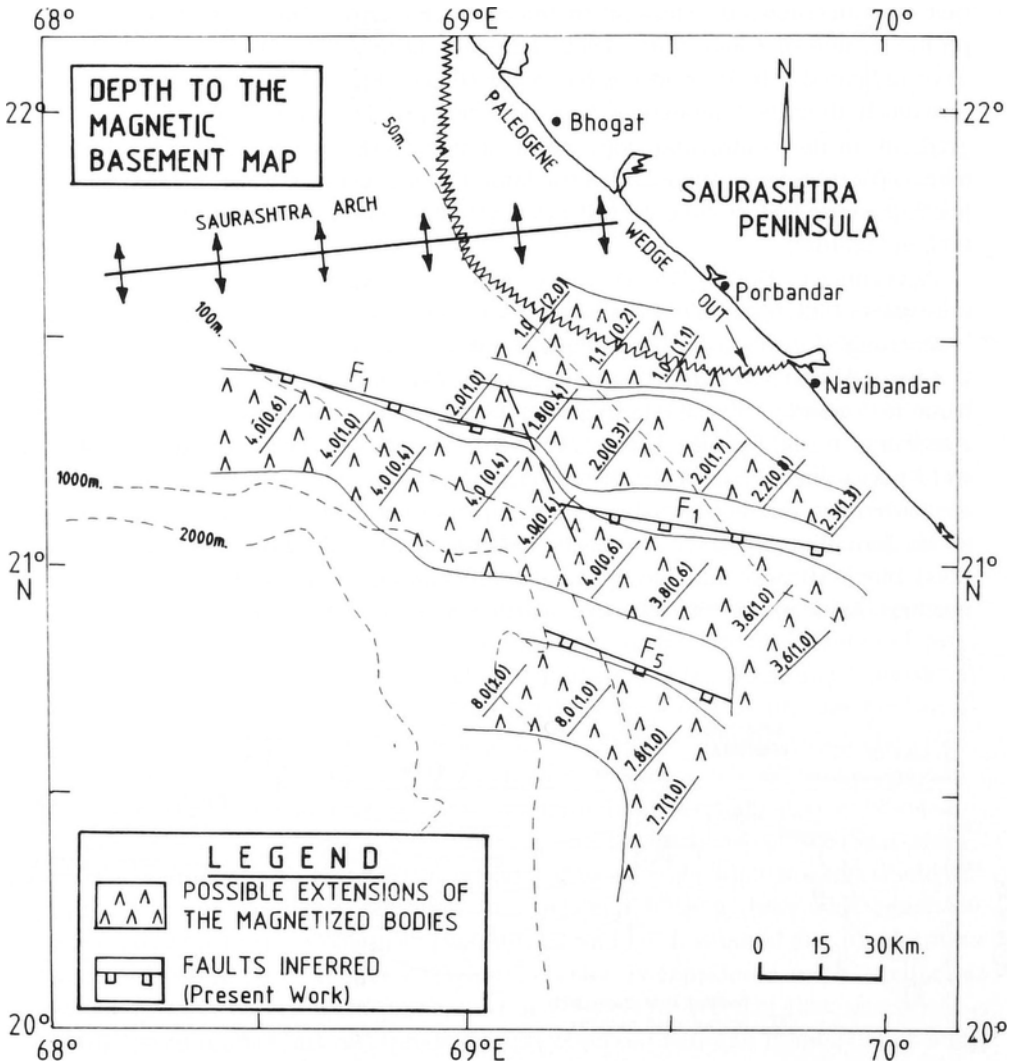 68°
69°E
70°
DEPTH TO THE
MAGNETIC
BASEMENT MAP
N
22°
22°
50m.
PALEOGENE
Bhogat
SAURASHTRA
PENINSULA
SAURASHTRA ARCH
WEDGE
Porbandar
OUT
100m.
1.0 (2.0)
1.1 (0.2)
1.0 (1.1)
Navibandar
F1
4.0(0.6)
4.0(1.0)
4.0(0.4)
4.0(0.4)
4.0(0.4)
2.0(1.0)
1.8(0.4)
2.0(0.3)
2.0(1.7)
2.2(0.8)
2.3(1.3)
1000m.
2000m.
F1
4.0(0.6)
3.8(0.6)
3.6(1.0)
3.6(1.0)
21°
N
21°
N
F5
8.0(1.0)
7.8(1.0)
7.7(1.0)
LEGEND
POSSIBLE EXTENSIONS OF
THE MAGNETIZED BODIES
FAULTS INFERRED
(Present Work)
0 15 30Km.
20°
20°
68°
69°E
70°